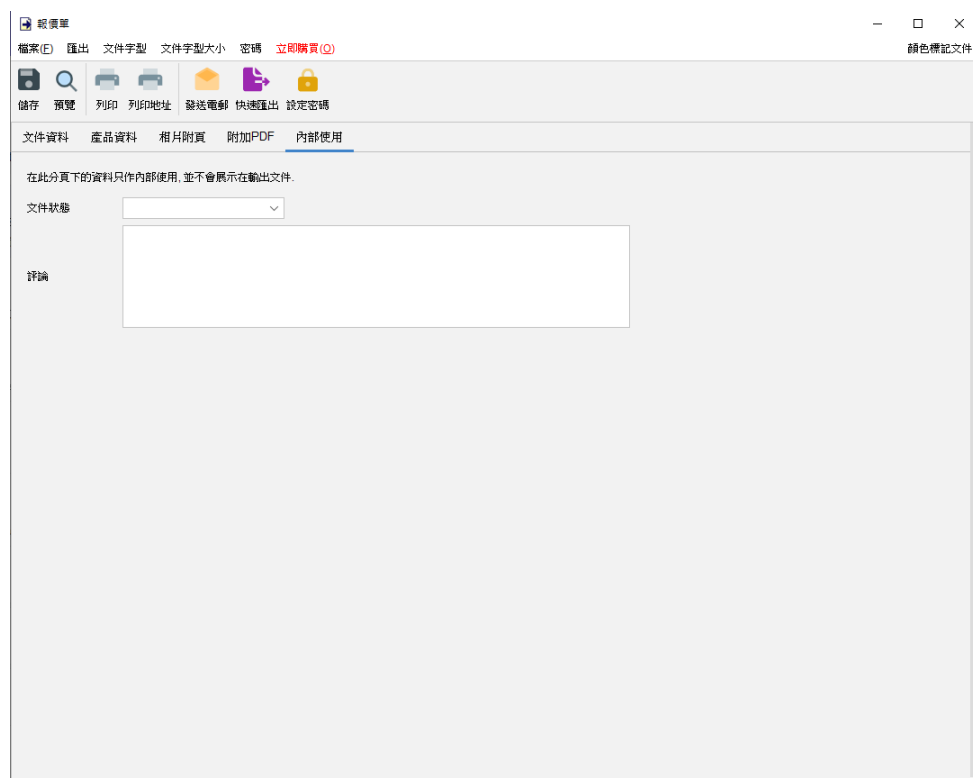 報價單
檔案(F) 匯出 文件字型 文件字型大小 密碼 立即購買(O) 顏色標記文件
儲存 預覽 列印 列印地址 發送電郵 快速匯出 設定密碼
文件資料 產品資料 相片附頁 附加PDF 內部使用
在此分頁下的資料只作內部使用, 並不會展示在輸出文件.
文件狀態
評論